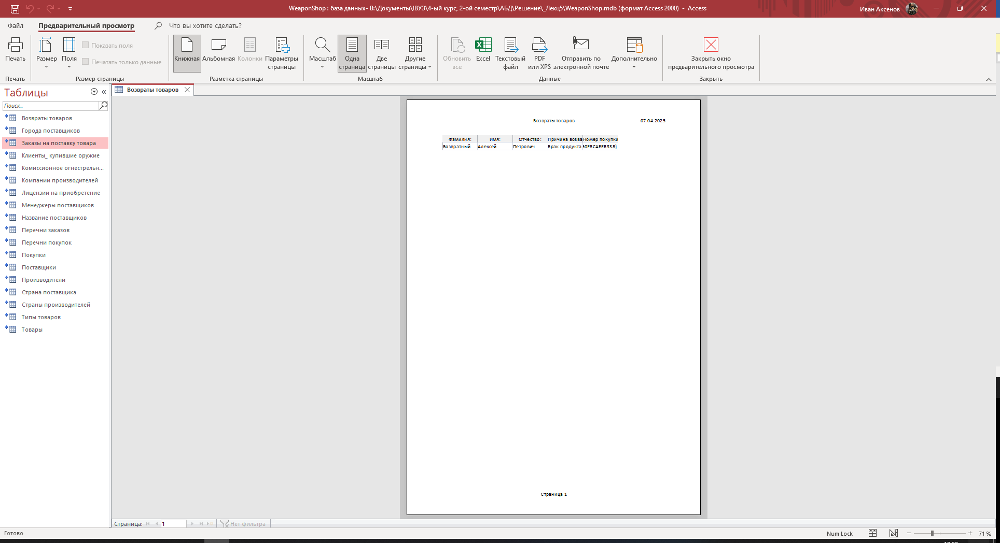 WeaponShop : база данных- B:\Документы\!ВУЗ\4-ый курс, 2-ой семестр\АБД\Решение\_Лекц5\WeaponShop.mdb (формат Access 2000) - Access
Иван Аксенов
Файл
Предварительный просмотр
Что вы хотите сделать?
Печать
Размер
Поля
Показать поля
Печатать только данные
Книжная
Альбомная
Колонки
Параметры страницы
Масштаб
Одна страница
Две страницы
Другие страницы
Обновить все
Excel
Текстовый файл
PDF или XPS
Отправить по электронной почте
Дополнительно
Закрыть окно предварительного просмотра
Печать
Размер страницы
Разметка страницы
Масштаб
Данные
Закрыть
Таблицы
Поиск...
Возвраты товаров
Города поставщиков
Заказы на поставку товара
Клиенты_ купившие оружие
Комиссионное огнестрельн...
Компании производителей
Лицензии на приобретение
Менеджеры поставщиков
Название поставщиков
Перечни заказов
Перечни покупок
Покупки
Поставщики
Производители
Страна поставщика
Страны производителей
Типы товаров
Товары
Возвраты товаров
Возвраты товаров 07.04.2025
Фамилия: Имя: Отчество: Причина возва Номер покупки
Возвратный Алексей Петрович Брак продукта 60F8CAEEB338}
Страница 1
Страница: 1 Нет фильтра
Готово
Num Lock
71 %